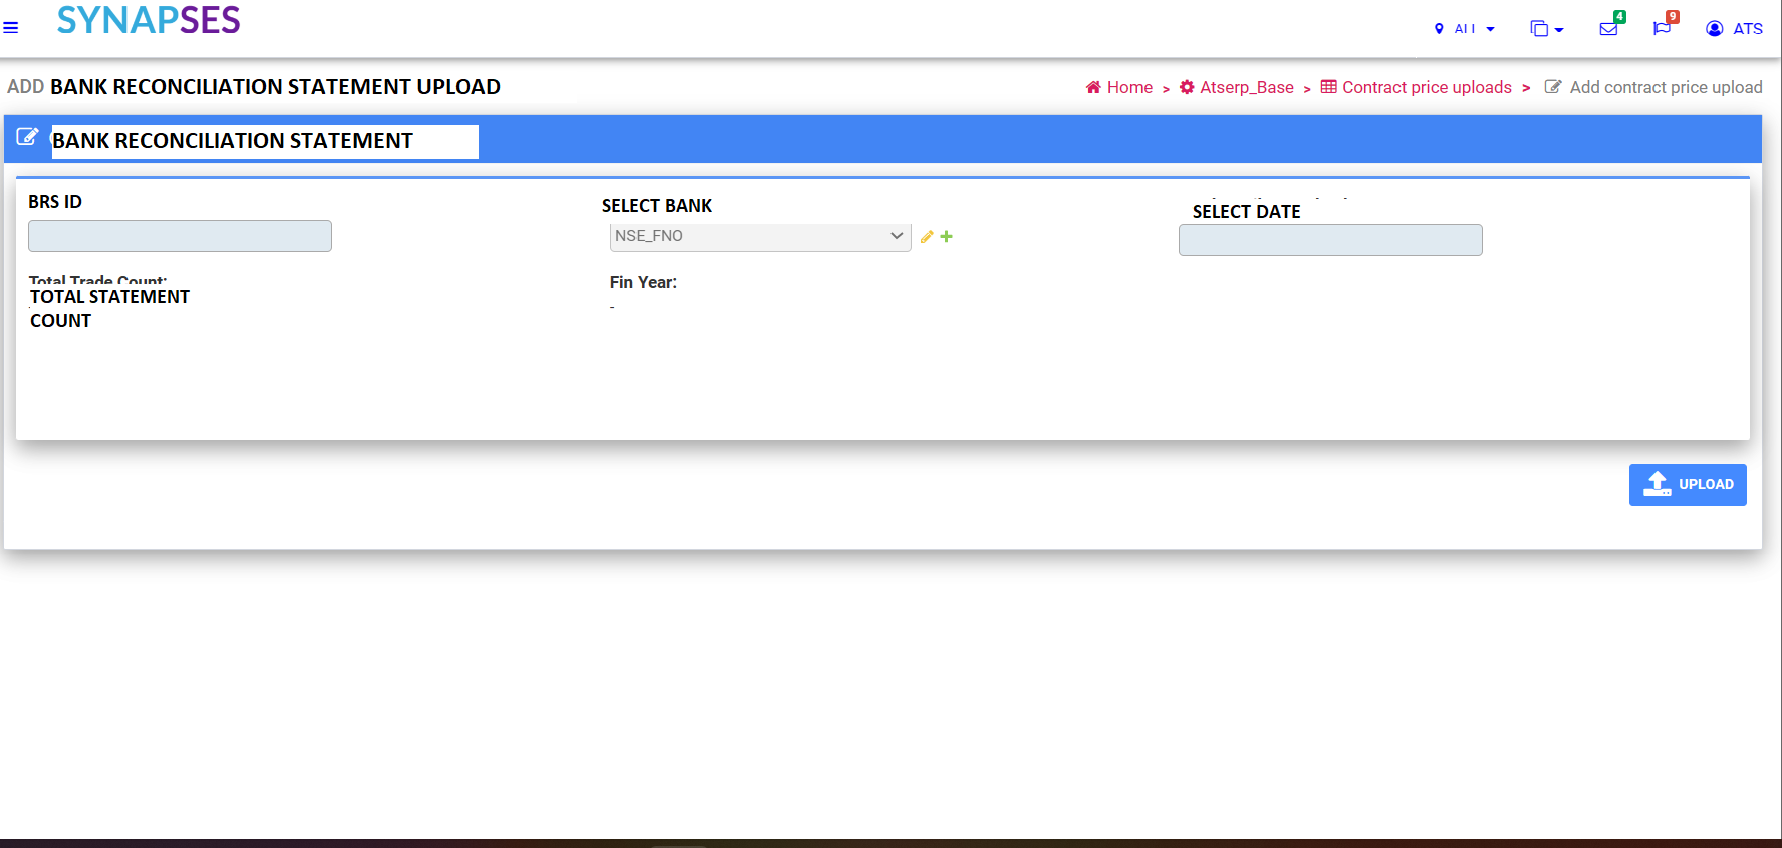 SYNAPSES
ALL
4
9
ATS
ADD BANK RECONCILIATION STATEMENT UPLOAD
Home > Atserp_Base > Contract price uploads > Add contract price upload
BANK RECONCILIATION STATEMENT
BRS ID
SELECT BANK
SELECT DATE
NSE_FNO
Total Trade Count:
Fin Year:
TOTAL STATEMENT
COUNT
-
UPLOAD